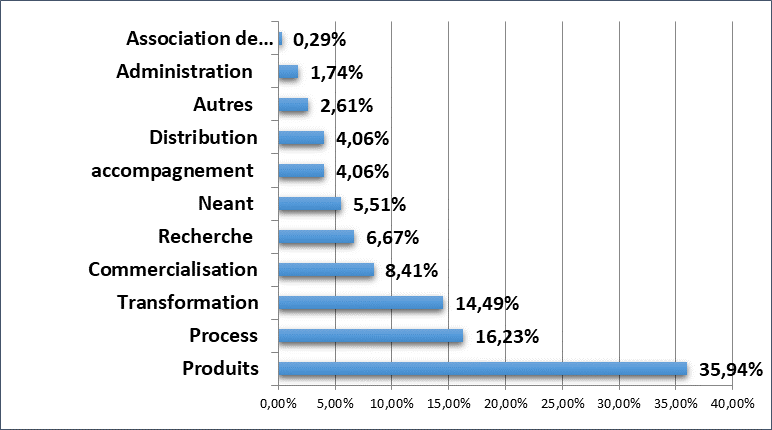 Association de... 0,29%
Administration 1,74%
Autres 2,61%
Distribution 4,06%
accompagnement 4,06%
Neant 5,51%
Recherche 6,67%
Commercialisation 8,41%
Transformation 14,49%
Process 16,23%
Produits 35,94%
0,00% 5,00% 10,00% 15,00% 20,00% 25,00% 30,00% 35,00% 40,00%